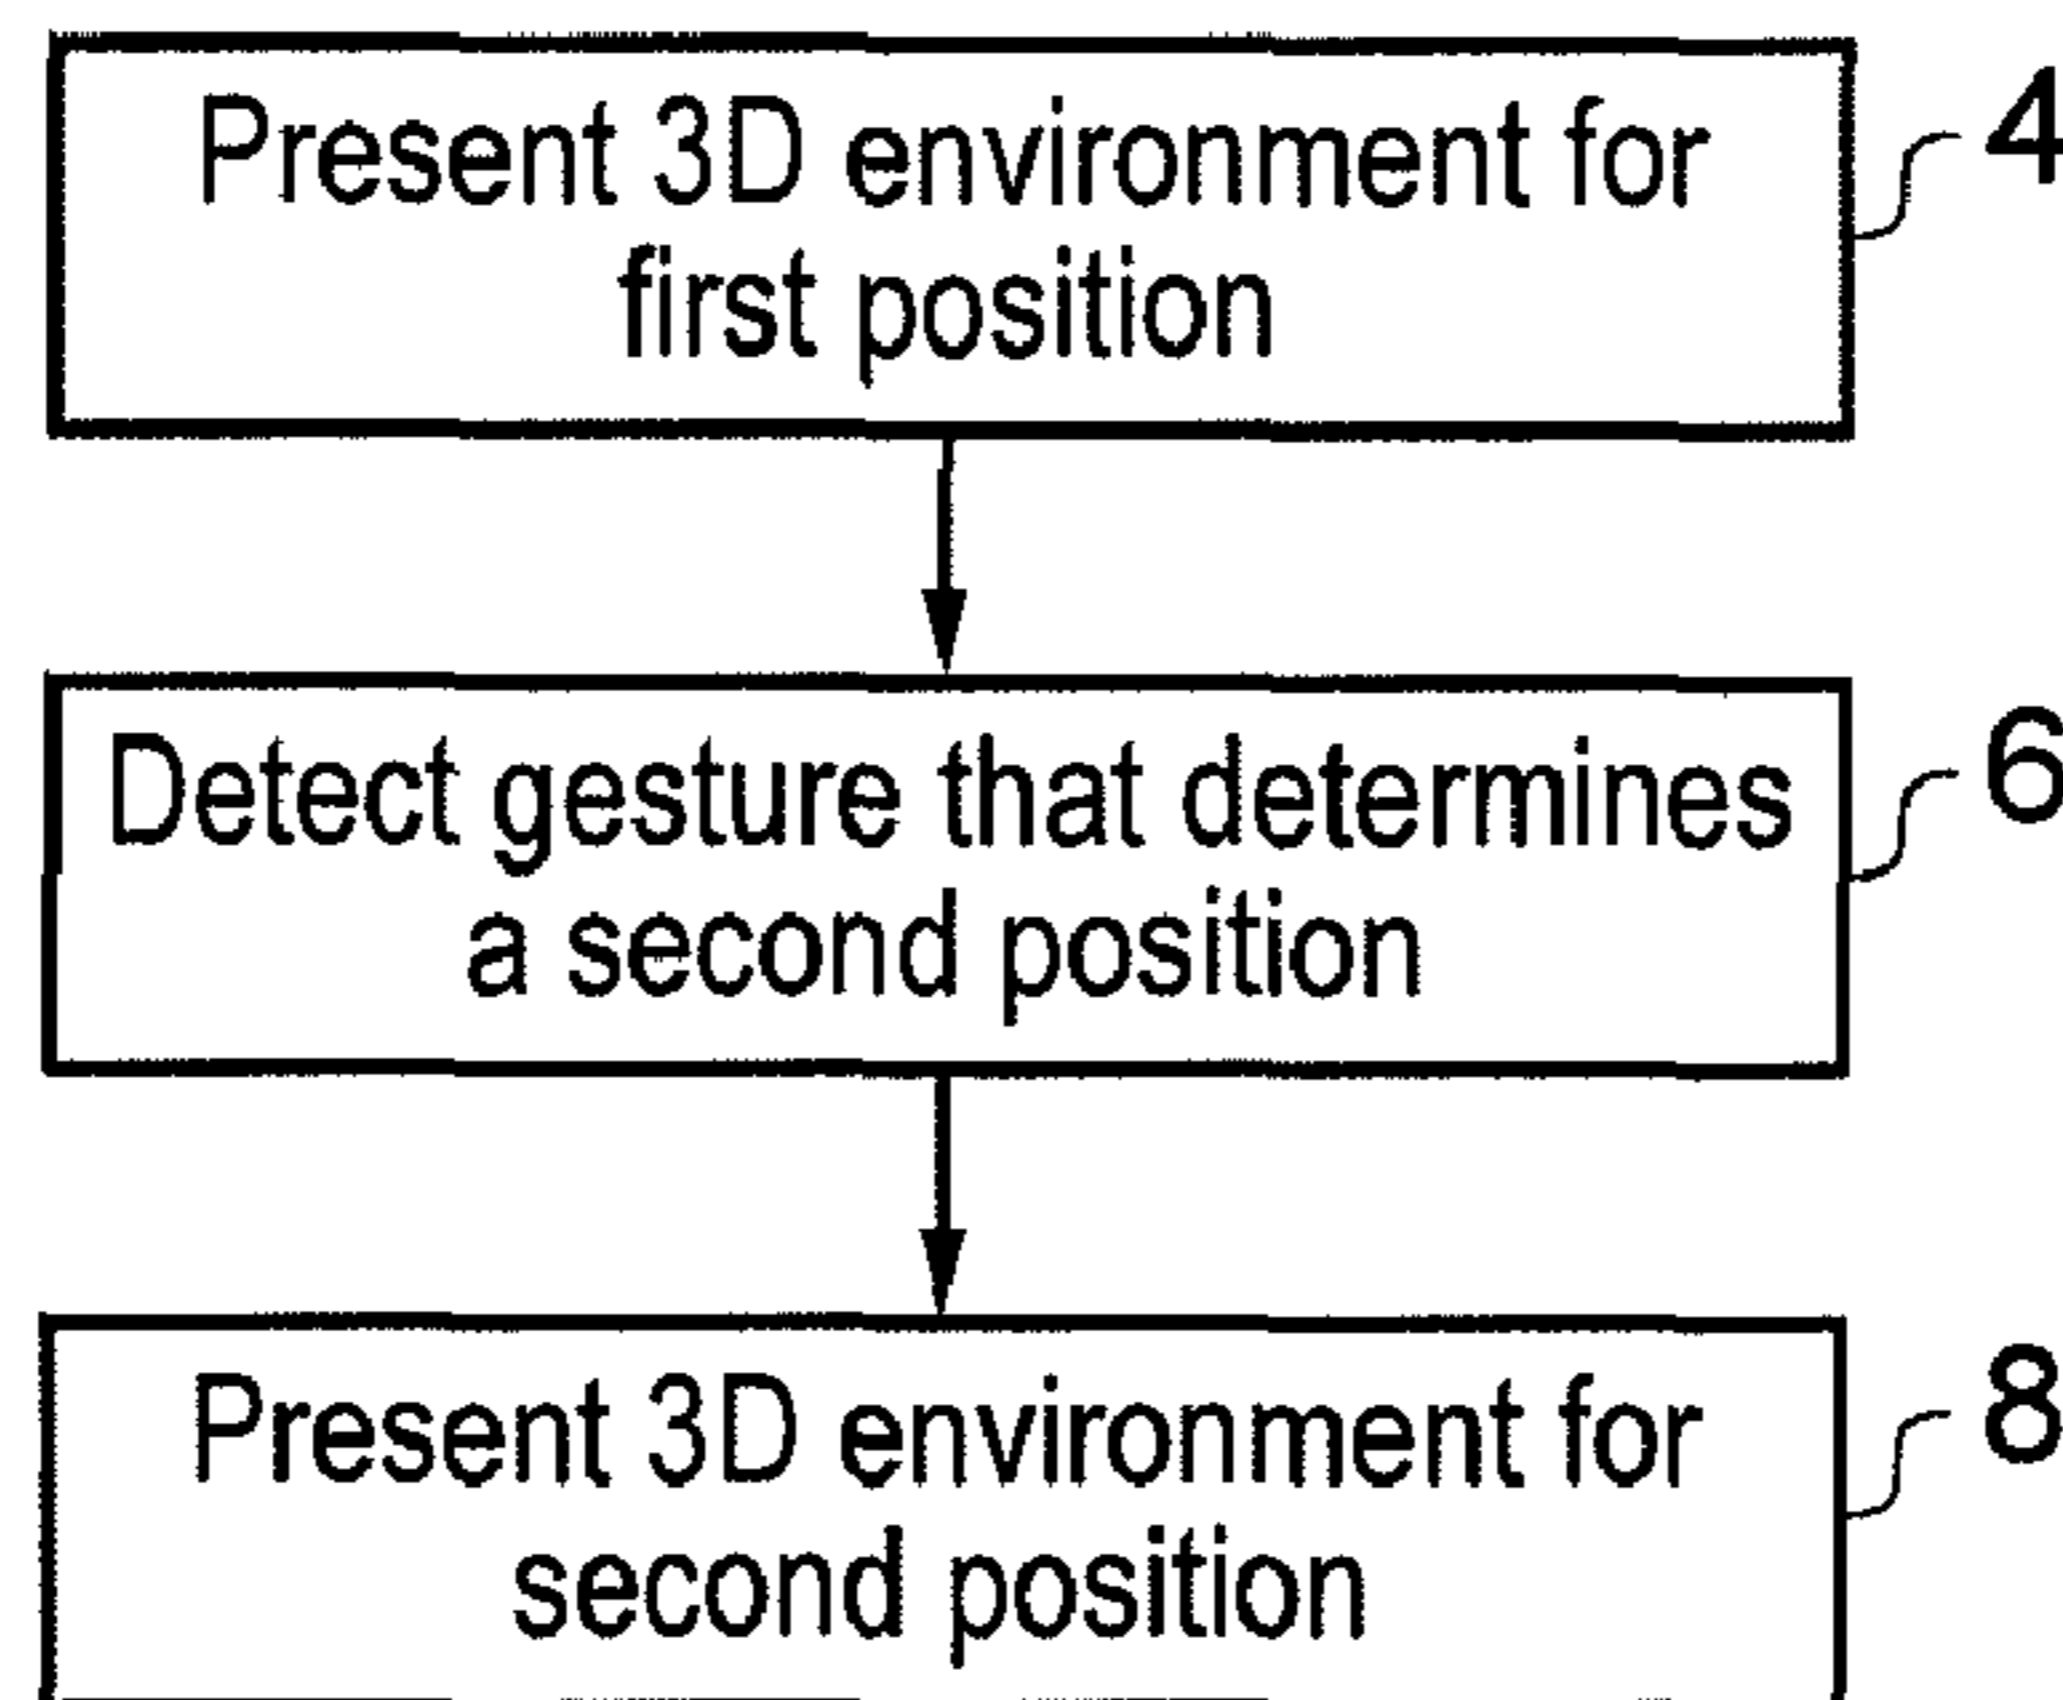 Present 3D environment for
first position
4
Detect gesture that determines
a second position
6
Present 3D environment for
second position
8